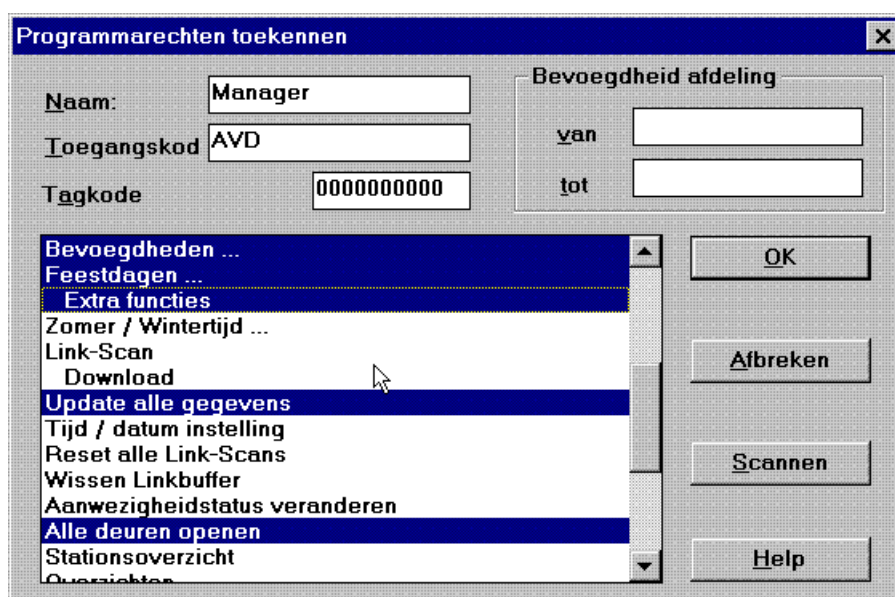 Programmarechten toekennen
Naam:
Manager
Toegangskod
AVD
Tagkode
0000000000
Bevoegdheid afdeling
van
tot
Bevoegdheden ...
Feestdagen ...
Extra functies
Zomer / Wintertijd ...
Link-Scan
Download
Update alle gegevens
Tijd / datum instelling
Reset alle Link-Scans
Wissen Linkbuffer
Aanwezigheidstatus veranderen
Alle deuren openen
Stationsoverzicht
Overzichten
OK
Afbreken
Scannen
Help